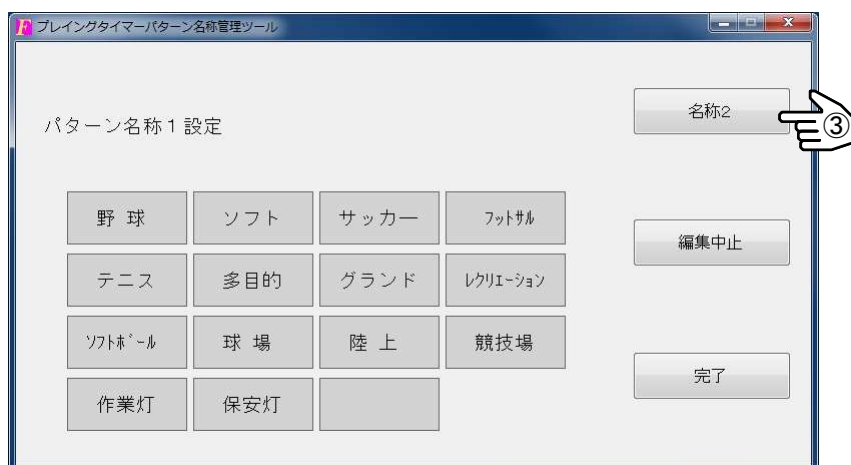 F プレイングタイマーパターン名称管理ツール
名称2
③
パターン名称1設定
野 球 ソフト サッカー フットサル
編集中止
テニス 多目的 グランド レクリエーション
ソフトボール 球 場 陸 上 競技場
完了
作業灯 保安灯